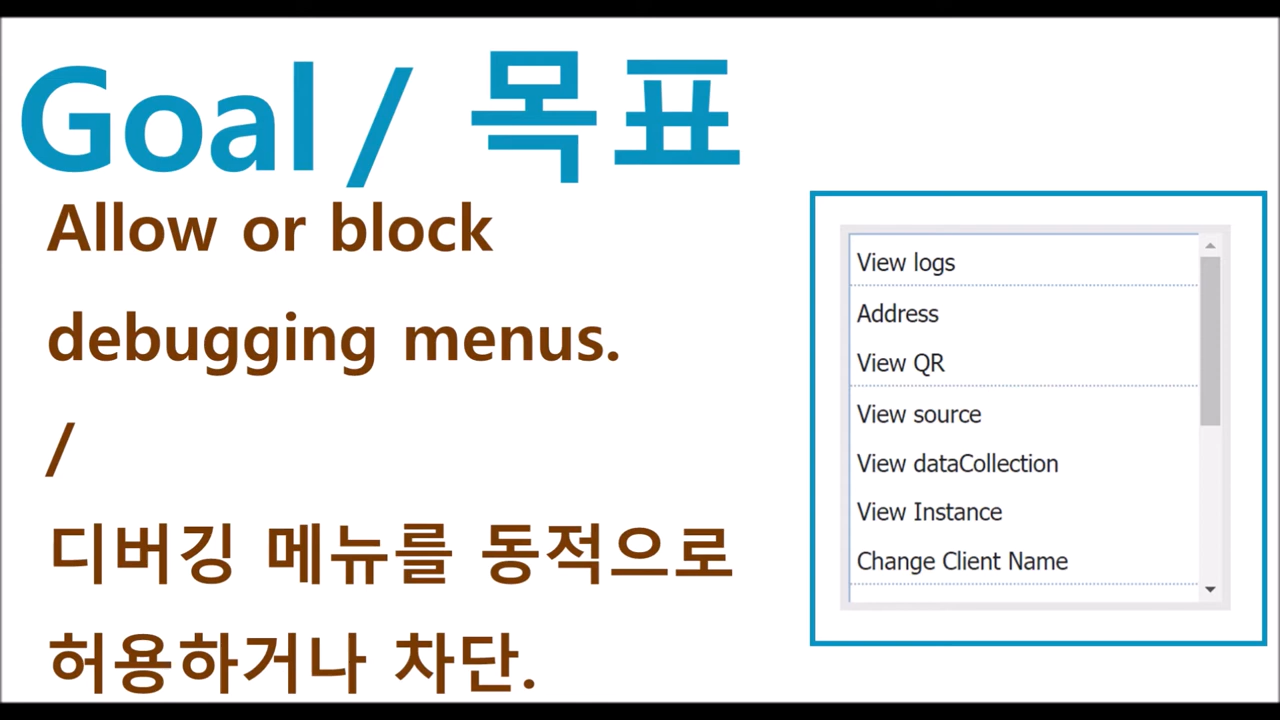 Goal / 목표
Allow or block
debugging menus.
/
디버깅 메뉴를 동적으로
허용하거나 차단.
View logs
Address
View QR
View source
View dataCollection
View Instance
Change Client Name